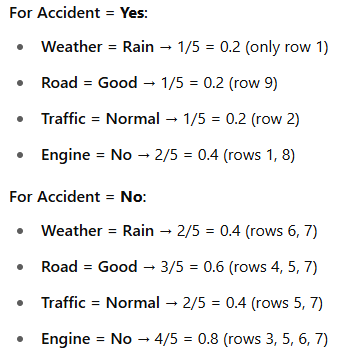 For Accident = Yes:
• Weather = Rain → 1/5 = 0.2 (only row 1)
• Road = Good → 1/5 = 0.2 (row 9)
• Traffic = Normal → 1/5 = 0.2 (row 2)
• Engine = No → 2/5 = 0.4 (rows 1, 8)
For Accident = No:
• Weather = Rain → 2/5 = 0.4 (rows 6, 7)
• Road = Good → 3/5 = 0.6 (rows 4, 5, 7)
• Traffic = Normal → 2/5 = 0.4 (rows 5, 7)
• Engine = No → 4/5 = 0.8 (rows 3, 5, 6, 7)